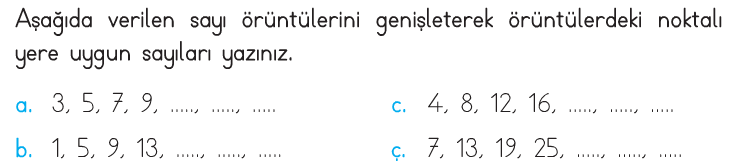 Aşağıda verilen sayı örüntülerini genişleterek örüntülerdeki noktalı
yere uygun sayıları yazınız.
a. 3, 5, 7, 9, ....., ....., .....
c. 4, 8, 12, 16, ....., ....., .....
b. 1, 5, 9, 13, ....., ....., .....
ç. 7, 13, 19, 25, ....., ....., .....